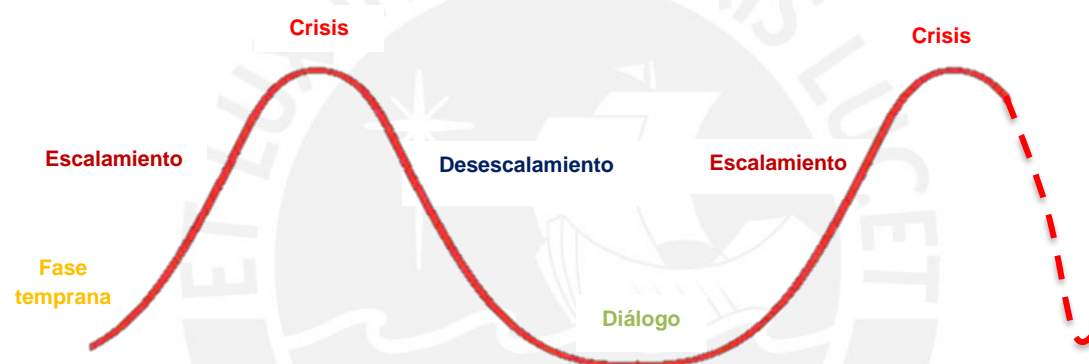 Crisis
Crisis
Escalamiento
Desescalamiento
Escalamiento
Fase
temprana
Diálogo